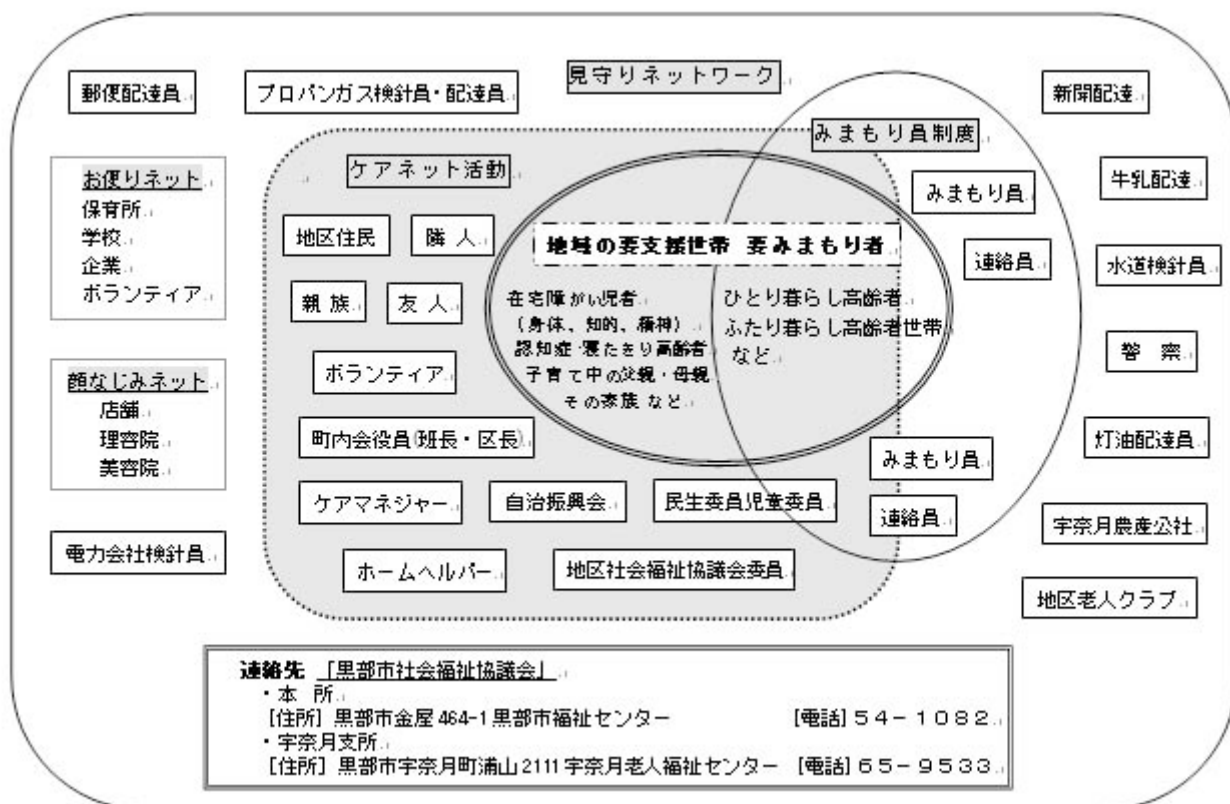 見守りネットワーク
郵便配達員
プロパンガス検針員・配達員
新聞配達
みまもり員制度
お便りネット
保育所
学校
企業
ボランティア
ケアネット活動
みまもり員
牛乳配達
地区住民
隣人
地域の要支援世帯 要みまもり者
連絡員
水道検針員
親族
友人
在宅障がい児者
(身体、知的、精神)
認知症・寝たきり高齢者
子育て中の父親・母親
その家族 など
ひとり暮らし高齢者
ふたり暮らし高齢者世帯
など
警察
顔なじみネット
店舗
理容院
美容院
ボランティア
町内会役員(班長・区長)
みまもり員
灯油配達員
ケアマネジャー
自治振興会
民生委員児童委員
連絡員
宇奈月農産公社
電力会社検針員
ホームヘルパー
地区社会福祉協議会委員
地区老人クラブ
連絡先 「黒部市社会福祉協議会」
・本 所
[住所] 黒部市金屋464-1黒部市福祉センター [電話]54-1082
・宇奈月支所
[住所] 黒部市宇奈月町浦山2111宇奈月老人福祉センター [電話]65-9533